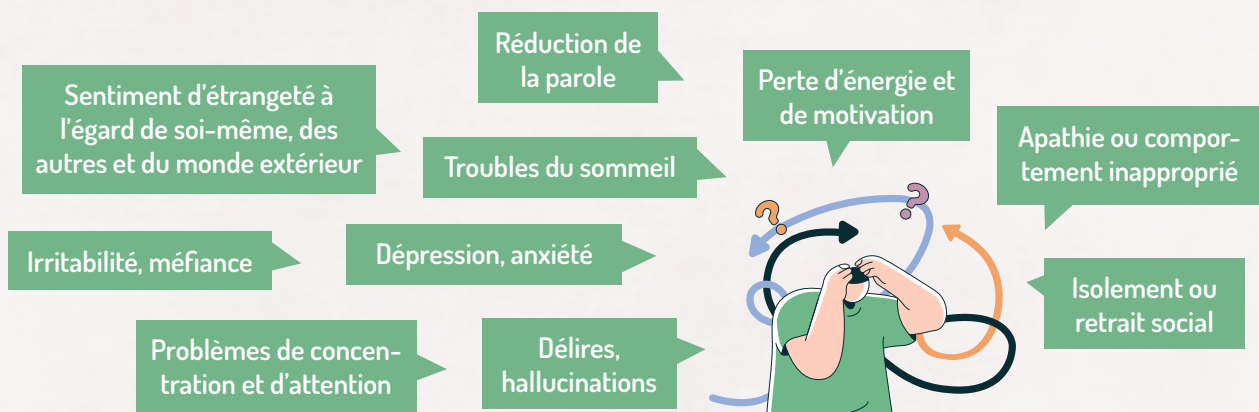 Réduction de
la parole
Perte d’énergie et
de motivation
Sentiment d’étrangeté à
l’égard de soi-même, des
autres et du monde extérieur
Troubles du sommeil
Apathie ou compor-
tement inapproprié
Irritabilité, méfiance
Dépression, anxiété
Isolement ou
retrait social
Problèmes de concen-
tration et d’attention
Délires,
hallucinations
? ?